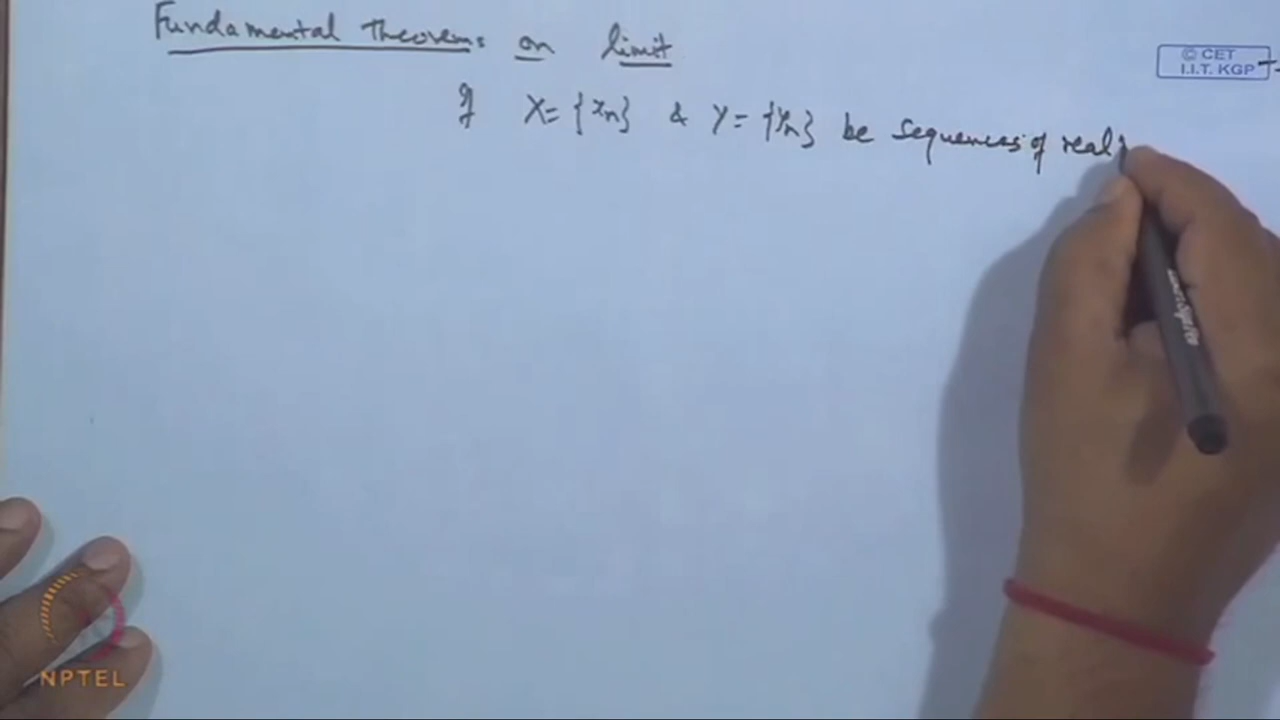 Fundamental Theorems on limit
© CET
I.I.T. KGP
If X = {xn} & Y = {yn} be sequences of real
NPTEL